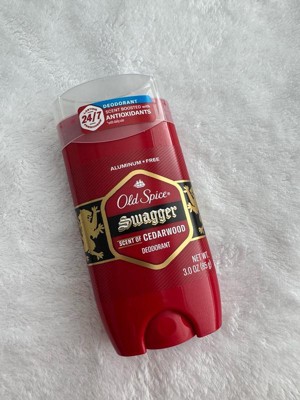 24/7
DEODORANT
SCENT BOOSTED WITH
ANTIOXIDANTS
ALUMINUM FREE
Old Spice
Swagger
SCENT OF CEDARWOOD
DEODORANT
NET WT.
3.0 OZ (85 g)